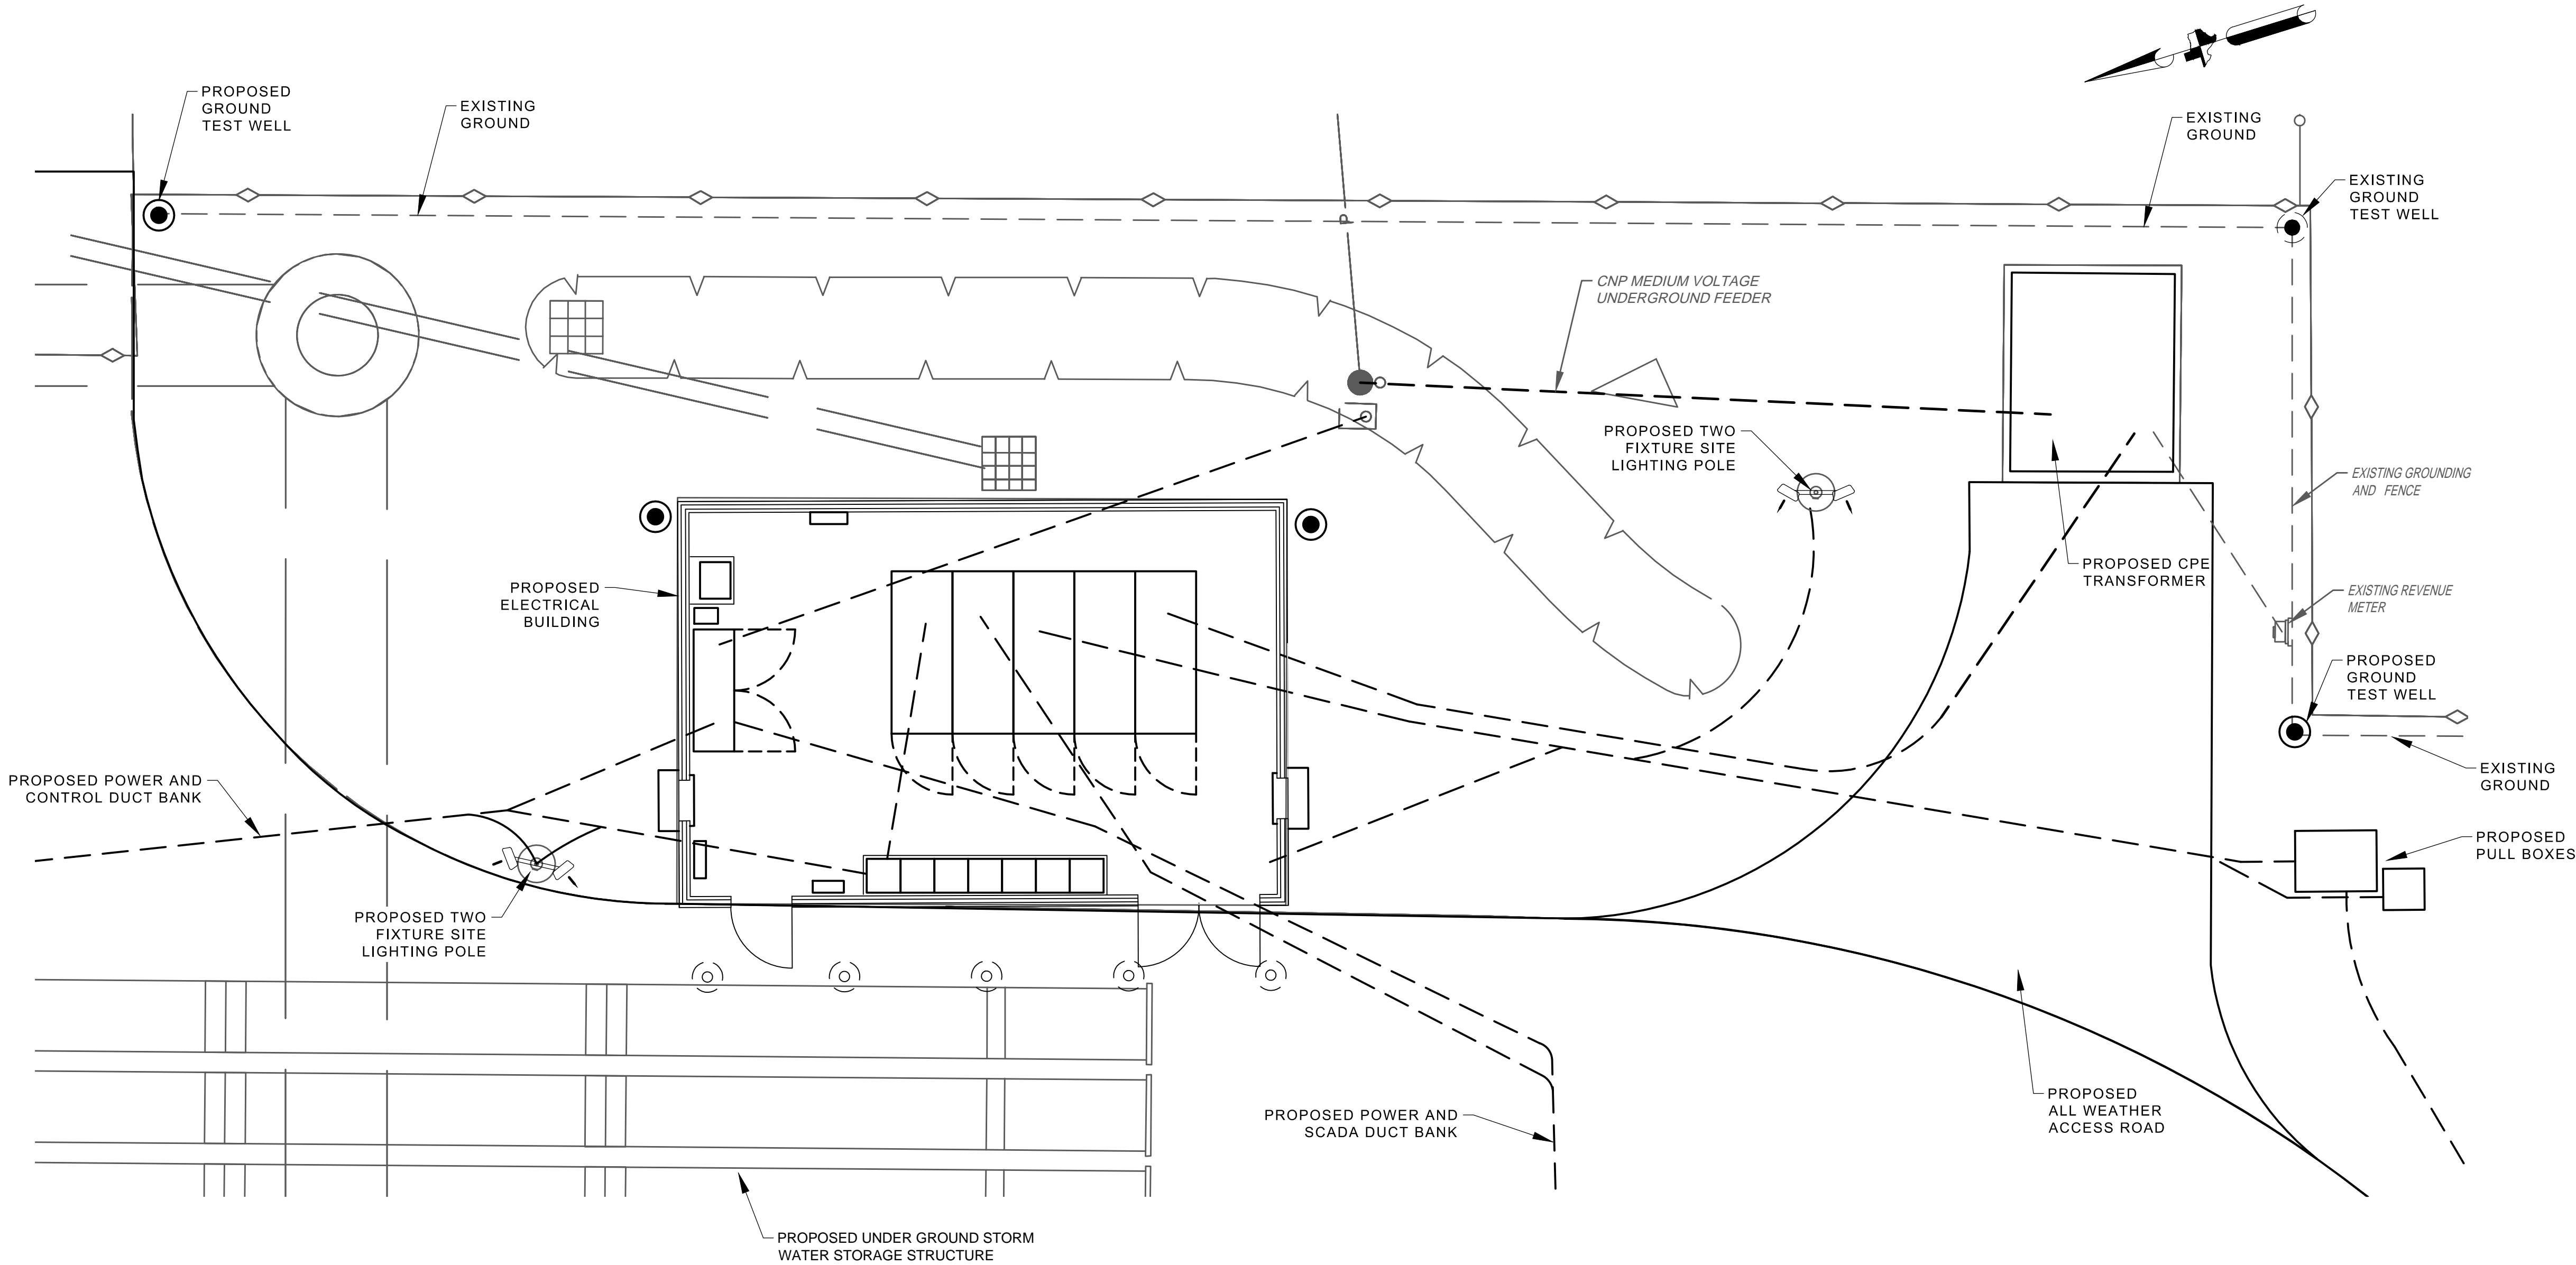 PROPOSED
GROUND
TEST WELL
EXISTING
GROUND
EXISTING
GROUND
EXISTING
GROUND
TEST WELL
P
CNP MEDIUM VOLTAGE
UNDERGROUND FEEDER
PROPOSED TWO
FIXTURE SITE
LIGHTING POLE
EXISTING GROUNDING
AND FENCE
PROPOSED
ELECTRICAL
BUILDING
PROPOSED CPE
TRANSFORMER
EXISTING REVENUE
METER
PROPOSED
GROUND
TEST WELL
EXISTING
GROUND
PROPOSED POWER AND
CONTROL DUCT BANK
PROPOSED
PULL BOXES
PROPOSED TWO
FIXTURE SITE
LIGHTING POLE
PROPOSED POWER AND
SCADA DUCT BANK
PROPOSED
ALL WEATHER
ACCESS ROAD
PROPOSED UNDER GROUND STORM
WATER STORAGE STRUCTURE